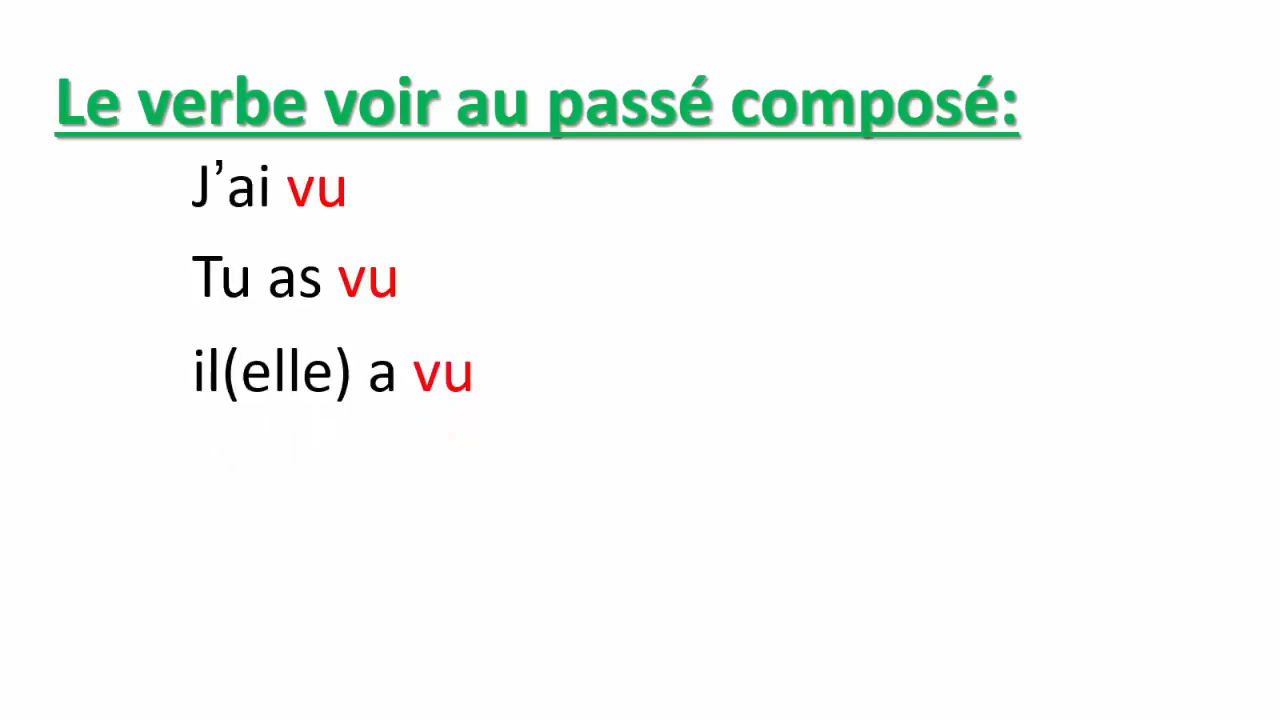 Le verbe voir au passé composé:
J’ai vu
Tu as vu
il(elle) a vu